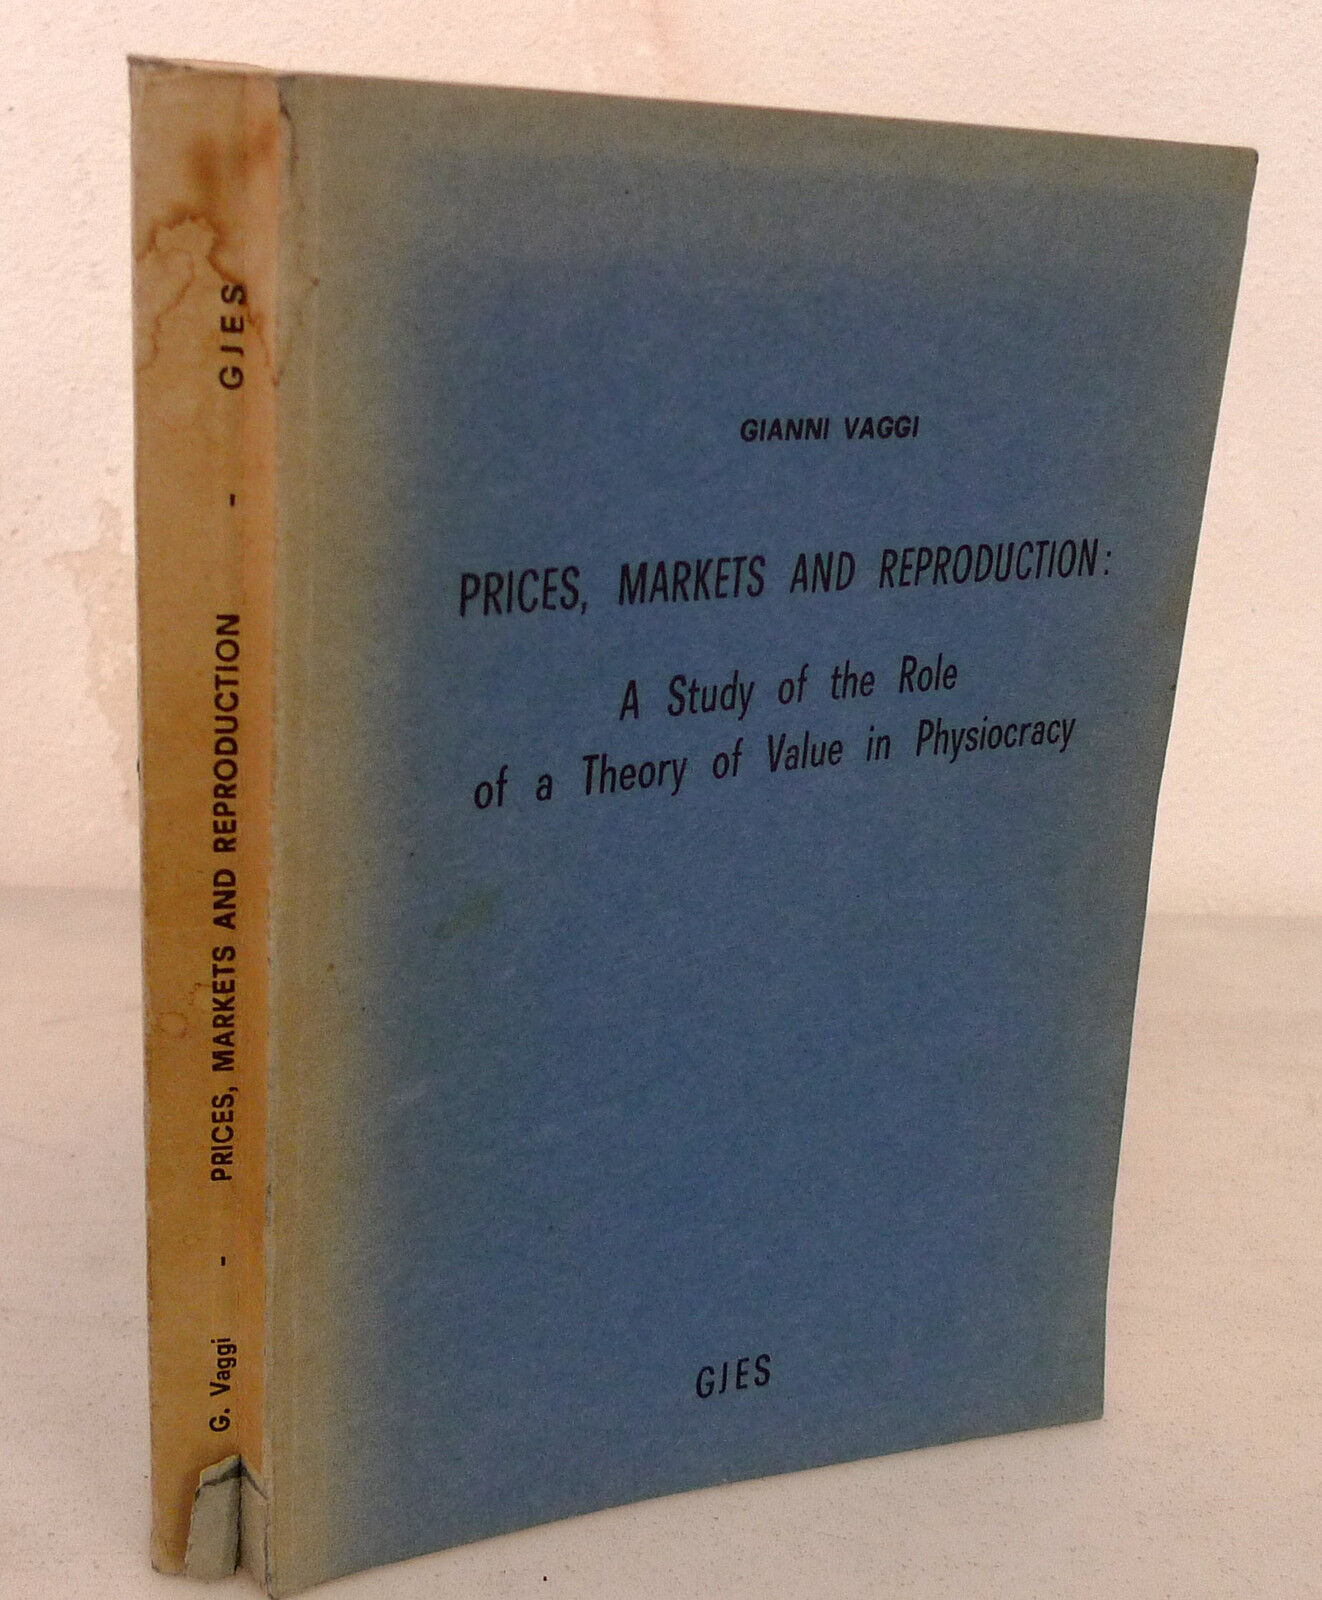 G. Vaggi - PRICES, MARKETS AND REPRODUCTION - GJES
GIANNI VAGGI
PRICES, MARKETS AND REPRODUCTION:
A Study of the Role
of a Theory of Value in Physiocracy
GJES